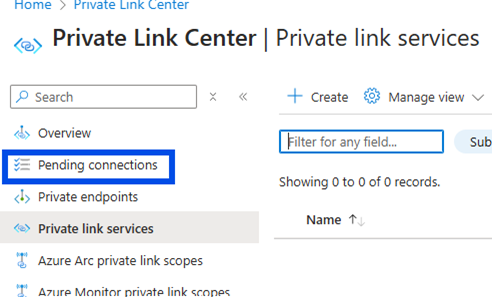 Home > Private Link Center >
Private Link Center | Private link services
Search
Create Manage view
Overview
Filter for any field... Sub
Pending connections
Private endpoints
Showing 0 to 0 of 0 records.
Private link services
Name ↑↓
Azure Arc private link scopes
Azure Monitor private link scopes